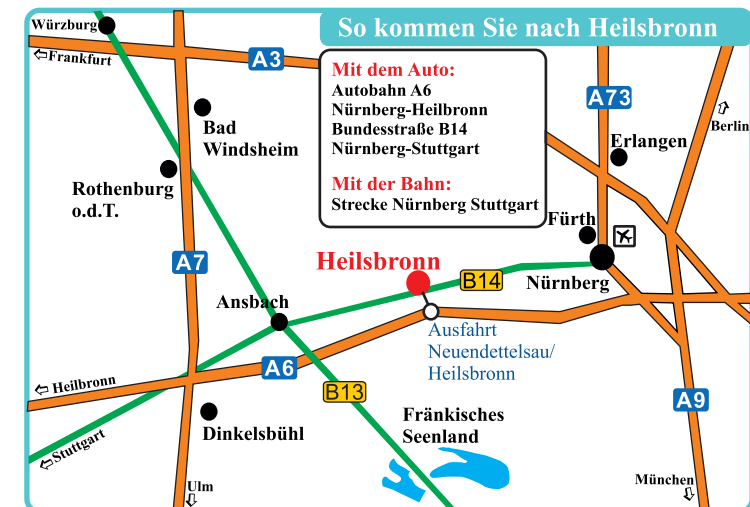 So kommen Sie nach Heilsbronn
Würzburg
Frankfurt
A3
Mit dem Auto:
Autobahn A6
Nürnberg-Heilbronn
Bundesstraße B14
Nürnberg-Stuttgart
Mit der Bahn:
Strecke Nürnberg Stuttgart
A73
Berlin
Erlangen
Bad
Windsheim
Rothenburg
o.d.T.
Fürth
A7
Heilsbronn
B14
Nürnberg
Ansbach
Ausfahrt
Neuendettelsau/
Heilsbronn
A6
Heilbronn
B13
A9
Fränkisches
Seenland
Dinkelsbühl
Stuttgart
Ulm
München